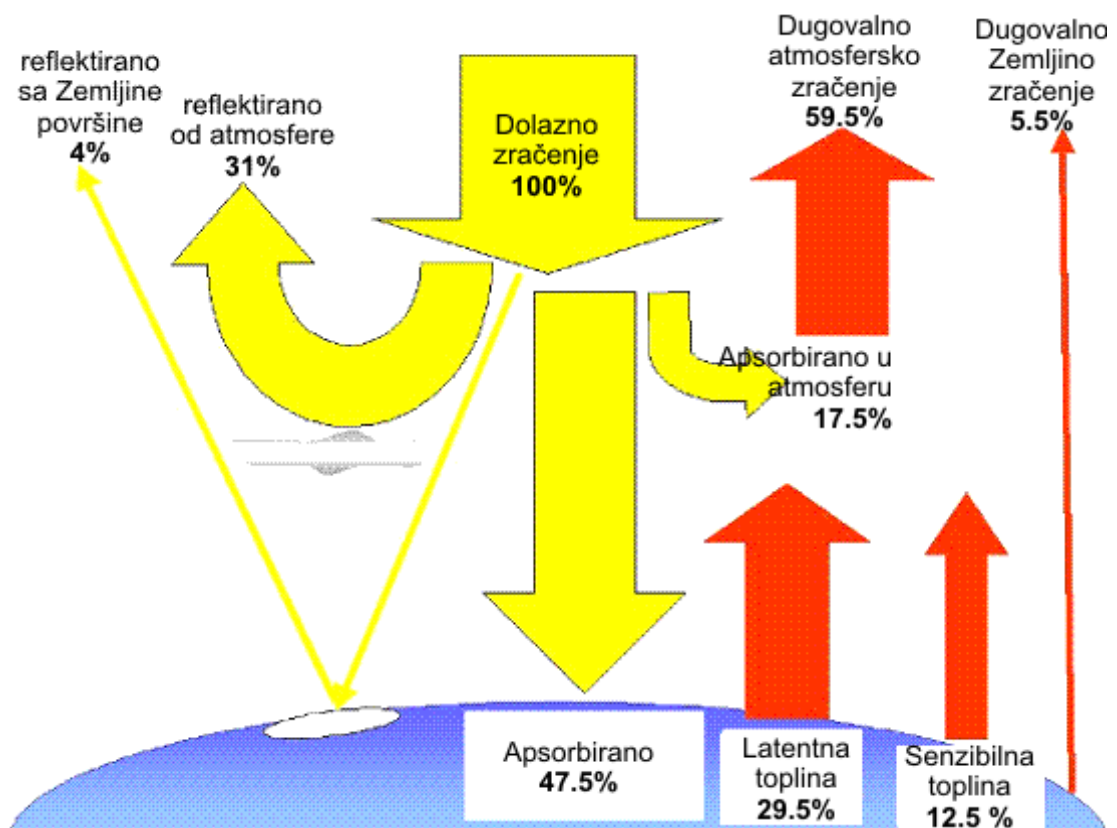 reflektirano
sa Zemljine
površine
4%
reflektirano
od atmosfere
31%
Dolazno
zračenje
100%
Dugovalno
atmosfersko
zračenje
59.5%
Dugovalno
Zemljino
zračenje
5.5%
Apsorbirano u
atmosferu
17.5%
Apsorbirano
47.5%
Latentna
toplina
29.5%
Senzibilna
toplina
12.5 %